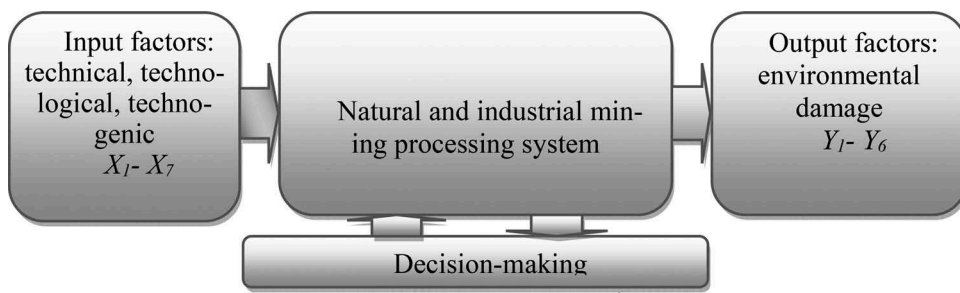 Input factors:
technical, techno-
logical, techno-
genic
X1- X7
Natural and industrial min-
ing processing system
Output factors:
environmental
damage
Y1- Y6
Decision-making